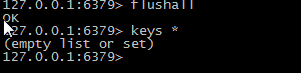 127.0.0.1:6379> flushall
OK
127.0.0.1:6379> keys *
(empty list or set)
127.0.0.1:6379>